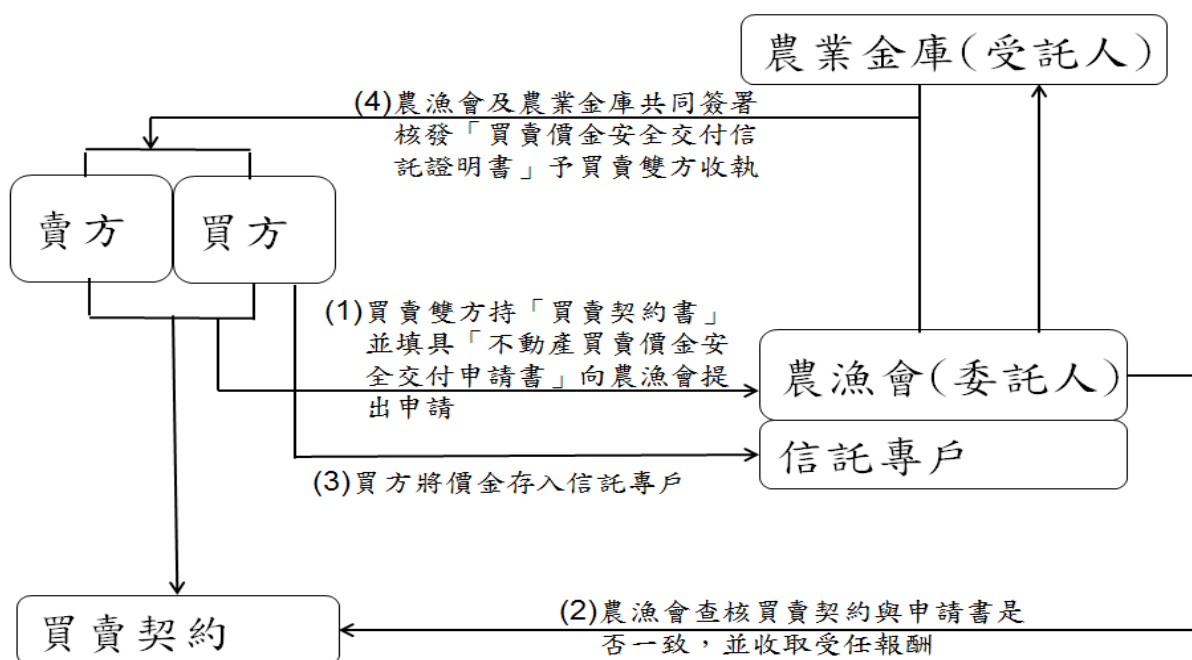 農業金庫(受託人)
(4)農漁會及農業金庫共同簽署
核發「買賣價金安全交付信
託證明書」予買賣雙方收執
賣方
買方
(1)買賣雙方持「買賣契約書」
並填具「不動產買賣價金安
全交付申請書」向農漁會提
出申請
農漁會(委託人)
信託專戶
(3)買方將價金存入信託專戶
買賣契約
(2)農漁會查核買賣契約與申請書是
否一致，並收取受任報酬